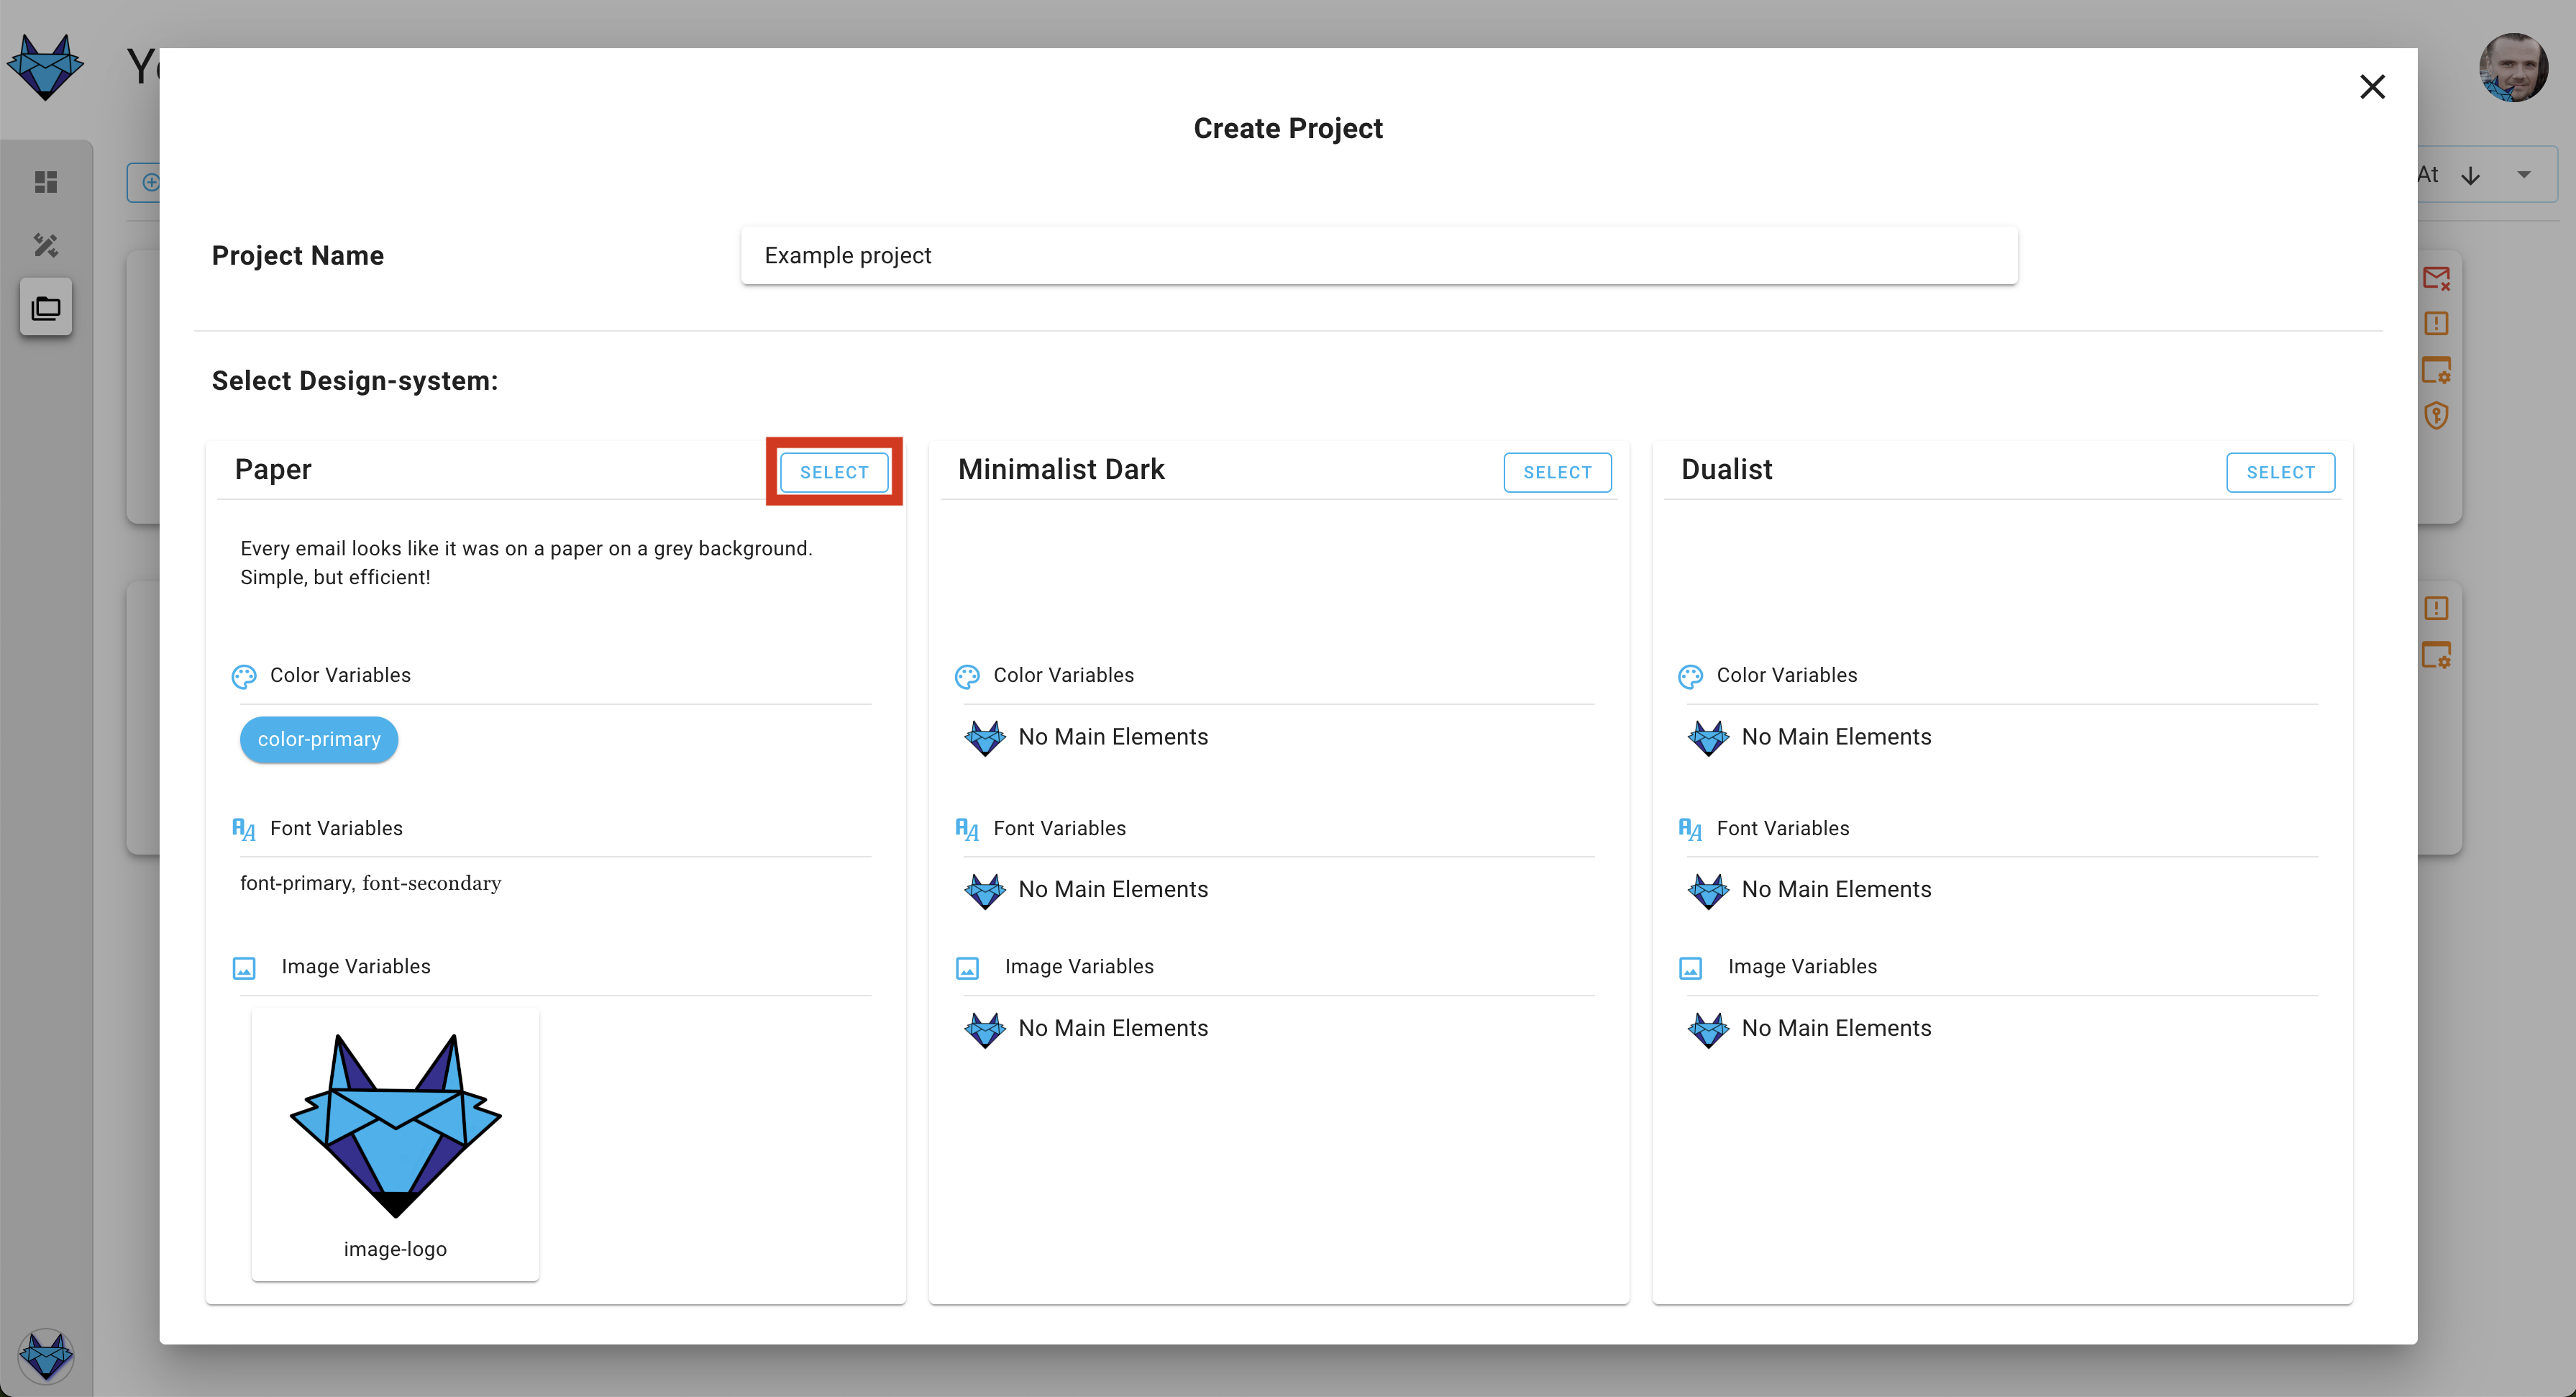 Yo
Create Project
At
Project Name
Example project
Select Design-system:
Paper
SELECT
Minimalist Dark
SELECT
Dualist
SELECT
Every email looks like it was on a paper on a grey background.
Simple, but efficient!
Color Variables
Color Variables
Color Variables
color-primary
No Main Elements
No Main Elements
Font Variables
Font Variables
Font Variables
font-primary, font-secondary
No Main Elements
No Main Elements
Image Variables
Image Variables
Image Variables
No Main Elements
No Main Elements
image-logo